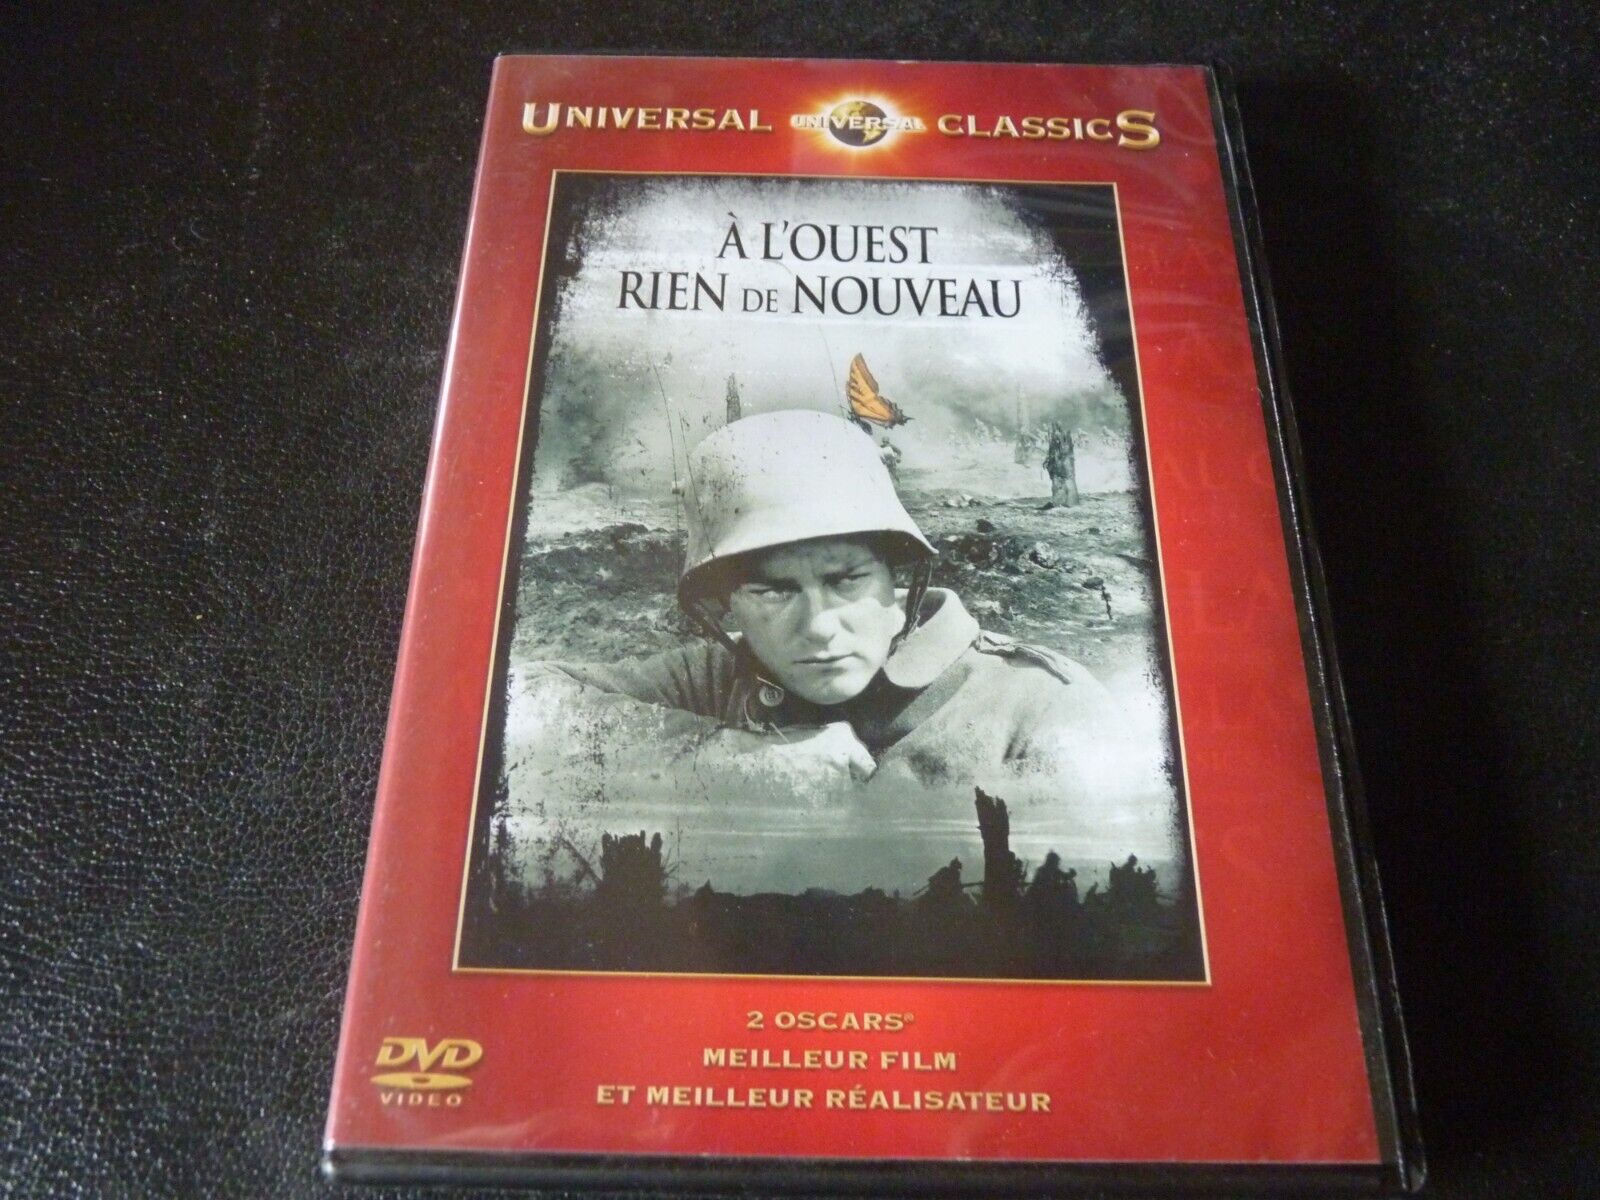 UNIVERSAL UNIVERSAL CLASSICS
À L'OUEST
RIEN DE NOUVEAU
2 OSCARS®
MEILLEUR FILM
ET MEILLEUR RÉALISATEUR
DVD
VIDEO